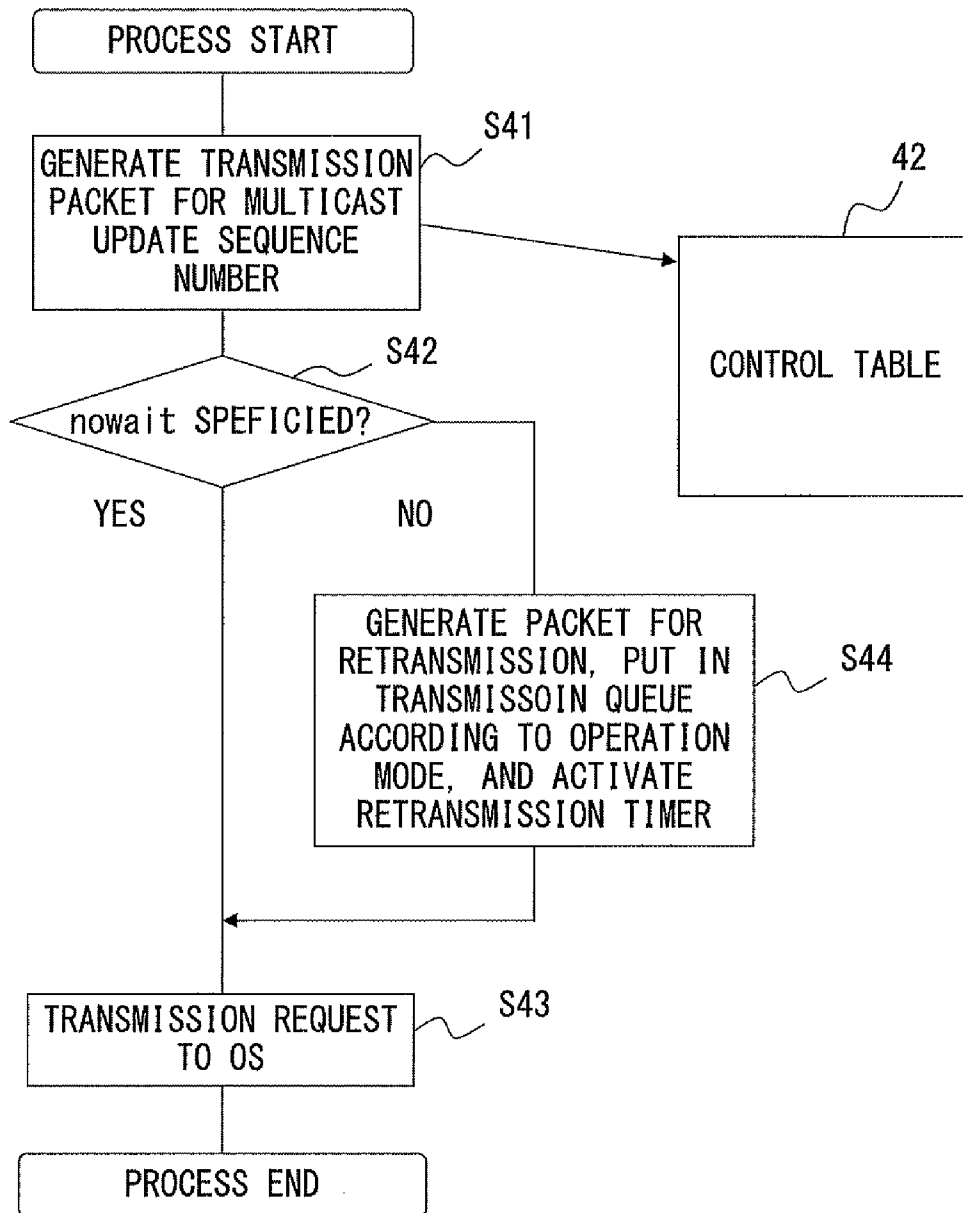 PROCESS START
S41
GENERATE TRANSMISSION
PACKET FOR MULTICAST
UPDATE SEQUENCE
NUMBER
42
CONTROL TABLE
S42
nowait SPEFICIED?
YES
NO
GENERATE PACKET FOR
RETRANSMISSION, PUT IN
TRANSMISSOIN QUEUE
ACCORDING TO OPERATION
MODE, AND ACTIVATE
RETRANSMISSION TIMER
S44
TRANSMISSION REQUEST
TO OS
S43
PROCESS END